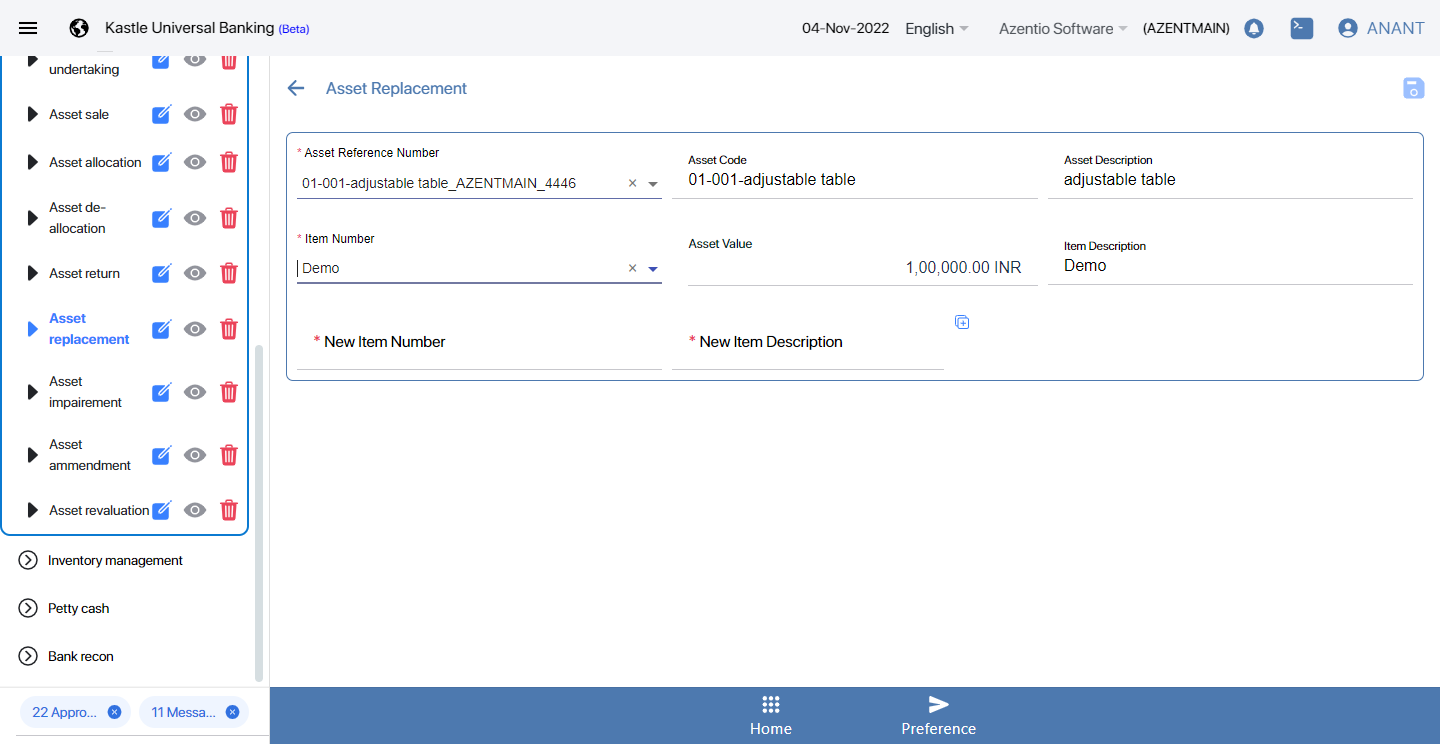 Kastle Universal Banking (Beta)
04-Nov-2022
English
Azentio Software
(AZENTMAIN)
ANANT
undertaking
Asset sale
Asset allocation
Asset de-
allocation
Asset return
Asset
replacement
Asset
impairement
Asset
ammendment
Asset revaluation
Inventory management
Petty cash
Bank recon
22 Appro...
11 Messa...
Asset Replacement
* Asset Reference Number
01-001-adjustable table_AZENTMAIN_4446
Asset Code
01-001-adjustable table
Asset Description
adjustable table
* Item Number
Demo
Asset Value
1,00,000.00 INR
Item Description
Demo
* New Item Number
* New Item Description
Home
Preference